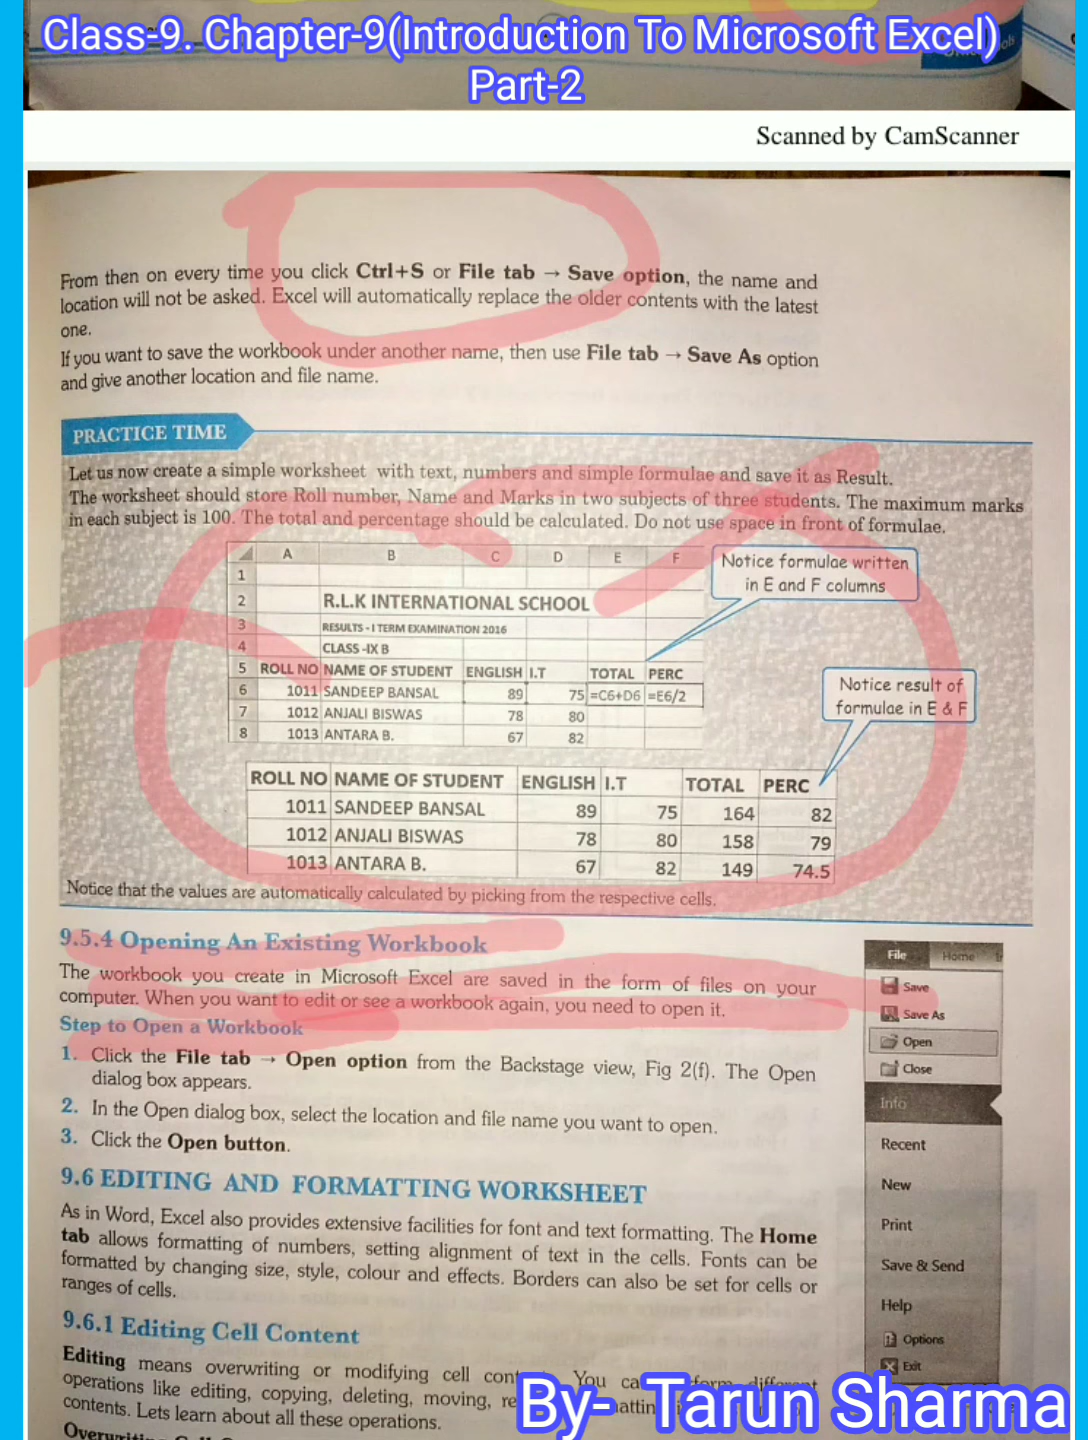 Class-9. Chapter-9(Introduction To Microsoft Excel)
Part-2
Scanned by CamScanner
From then on every time you click Ctrl+S or File tab → Save option, the name and
location will not be asked. Excel will automatically replace the older contents with the latest
one.
If you want to save the workbook under another name, then use File tab → Save As option
and give another location and file name.
PRACTICE TIME
Let us now create a simple worksheet with text, numbers and simple formulae and save it as Result.
The worksheet should store Roll number, Name and Marks in two subjects of three students. The maximum marks
in each subject is 100. The total and percentage should be calculated. Do not use space in front of formulae.
A B C D E F
1
2 R.L.K INTERNATIONAL SCHOOL
3 RESULTS - I TERM EXAMINATION 2016
4 CLASS -IX B
5 ROLL NO NAME OF STUDENT ENGLISH I.T TOTAL PERC
6 1011 SANDEEP BANSAL 89 75 =C6+D6 =E6/2
7 1012 ANJALI BISWAS 78 80
8 1013 ANTARA B. 67 82
Notice formulae written
in E and F columns
Notice result of
formulae in E & F
ROLL NO NAME OF STUDENT ENGLISH I.T TOTAL PERC
1011 SANDEEP BANSAL 89 75 164 82
1012 ANJALI BISWAS 78 80 158 79
1013 ANTARA B. 67 82 149 74.5
Notice that the values are automatically calculated by picking from the respective cells.
9.5.4 Opening An Existing Workbook
The workbook you create in Microsoft Excel are saved in the form of files on your
computer. When you want to edit or see a workbook again, you need to open it.
Step to Open a Workbook
1. Click the File tab → Open option from the Backstage view, Fig 2(f). The Open
dialog box appears.
2. In the Open dialog box, select the location and file name you want to open.
3. Click the Open button.
File Home
Save
Save As
Open
Close
Info
Recent
New
Print
Save & Send
Help
Options
Exit
9.6 EDITING AND FORMATTING WORKSHEET
As in Word, Excel also provides extensive facilities for font and text formatting. The Home
tab allows formatting of numbers, setting alignment of text in the cells. Fonts can be
formatted by changing size, style, colour and effects. Borders can also be set for cells or
ranges of cells.
9.6.1 Editing Cell Content
Editing means overwriting or modifying cell You
operations like editing, copying, deleting, moving,
contents. Lets learn about all these operations.
By- Tarun Sharma